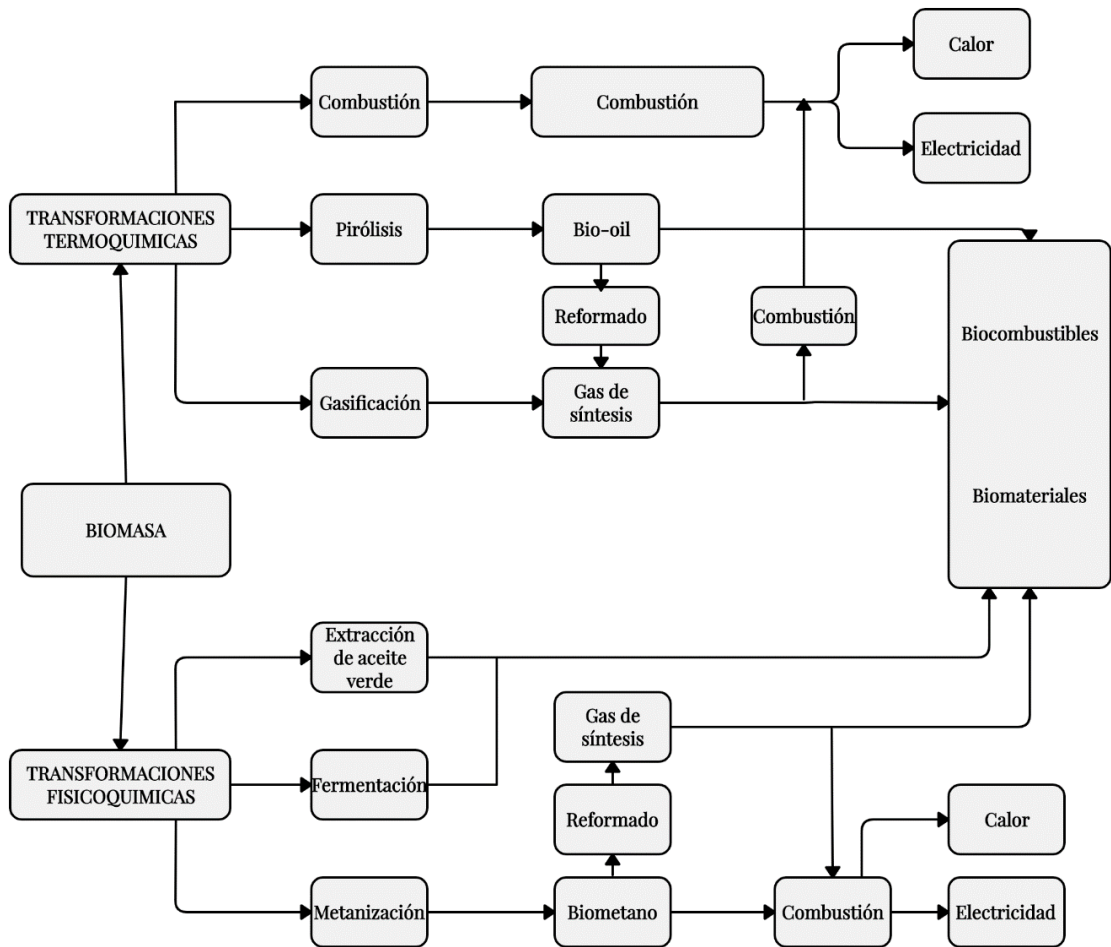 Calor
Combustión
Combustión
Electricidad
TRANSFORMACIONES
TERMOQUIMICAS
Pirólisis
Bio-oil
Reformado
Combustión
Biocombustibles
Gasificación
Gas de
síntesis
Biomateriales
BIOMASA
Extracción
de aceite
verde
Gas de
síntesis
TRANSFORMACIONES
FISICOQUIMICAS
Fermentación
Reformado
Calor
Metanización
Biometano
Combustión
Electricidad